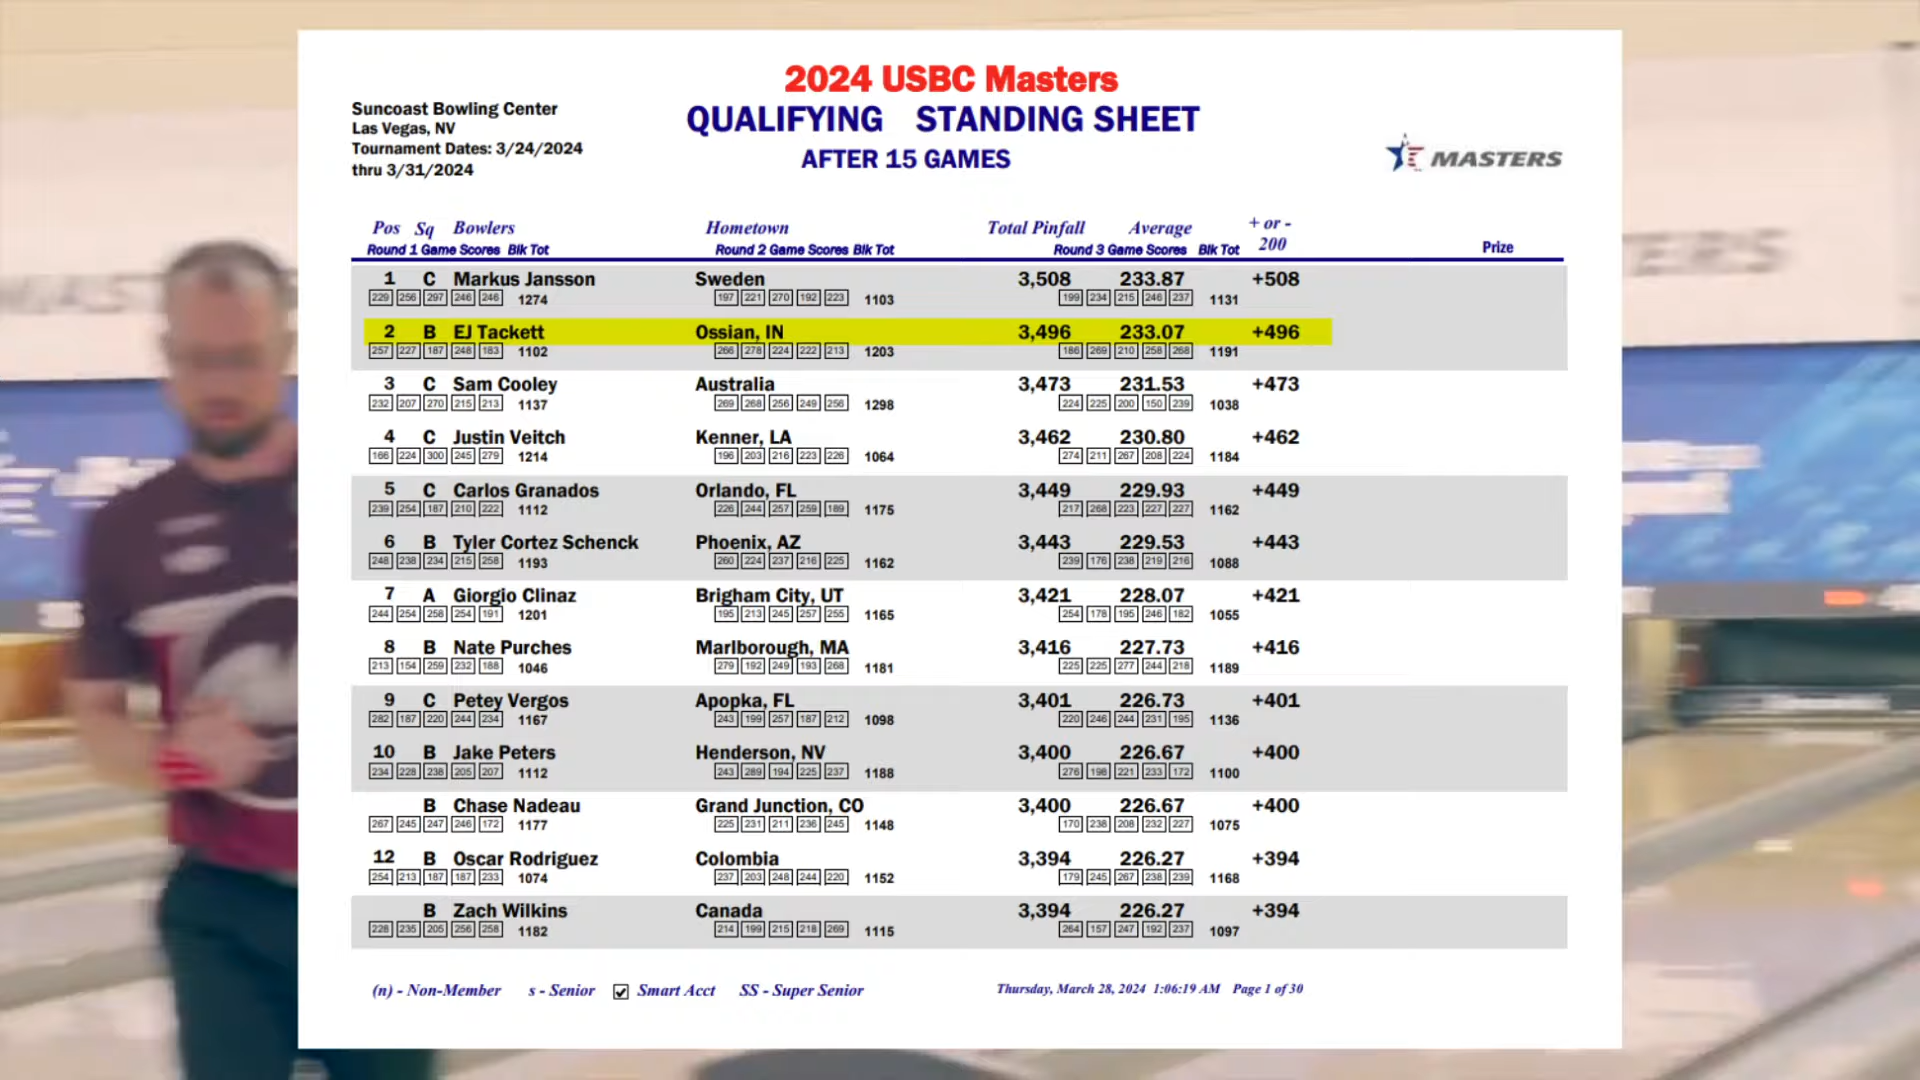 2024 USBC Masters
QUALIFYING STANDING SHEET
AFTER 15 GAMES
Suncoast Bowling Center
Las Vegas, NV
Tournament Dates: 3/24/2024
thru 3/31/2024
MASTERS
Pos Sq Bowlers Hometown Total Pinfall Average + or - 200
Round 1 Game Scores Blk Tot Round 2 Game Scores Blk Tot Round 3 Game Scores Blk Tot Prize
1 C Markus Jansson Sweden 3,508 233.87 +508
229 256 297 246 246 1274 197 221 270 192 223 1103 199 234 215 246 237 1131
2 B EJ Tackett Ossian, IN 3,496 233.07 +496
257 227 187 248 183 1102 266 278 224 222 213 1203 186 269 210 258 268 1191
3 C Sam Cooley Australia 3,473 231.53 +473
232 207 270 215 213 1137 269 268 256 249 256 1298 224 225 200 150 239 1038
4 C Justin Veitch Kenner, LA 3,462 230.80 +462
166 224 300 245 279 1214 196 203 216 223 226 1064 274 211 267 208 224 1184
5 C Carlos Granados Orlando, FL 3,449 229.93 +449
239 254 187 210 222 1112 226 244 257 259 189 1175 217 268 223 227 227 1162
6 B Tyler Cortez Schenck Phoenix, AZ 3,443 229.53 +443
248 238 234 215 258 1193 260 224 237 216 225 1162 239 176 238 219 216 1088
7 A Giorgio Clinaz Brigham City, UT 3,421 228.07 +421
244 254 258 254 191 1201 195 213 245 257 255 1165 254 178 195 246 182 1055
8 B Nate Purches Marlborough, MA 3,416 227.73 +416
213 154 259 232 188 1046 279 192 249 193 268 1181 225 225 277 244 218 1189
9 C Petey Vergos Apopka, FL 3,401 226.73 +401
282 187 220 244 234 1167 243 199 257 187 212 1098 220 246 244 231 195 1136
10 B Jake Peters Henderson, NV 3,400 226.67 +400
234 228 238 205 207 1112 243 289 194 225 237 1188 276 198 221 233 172 1100
B Chase Nadeau Grand Junction, CO 3,400 226.67 +400
267 245 247 246 172 1177 225 231 211 236 245 1148 170 238 208 232 227 1075
12 B Oscar Rodriguez Colombia 3,394 226.27 +394
254 213 187 187 233 1074 237 203 248 244 220 1152 179 245 267 238 239 1168
B Zach Wilkins Canada 3,394 226.27 +394
228 235 205 256 258 1182 214 199 215 218 269 1115 264 157 247 192 237 1097
(n) - Non-Member s - Senior Smart Acct SS - Super Senior Thursday, March 28, 2024 1:06:19 AM Page 1 of 30